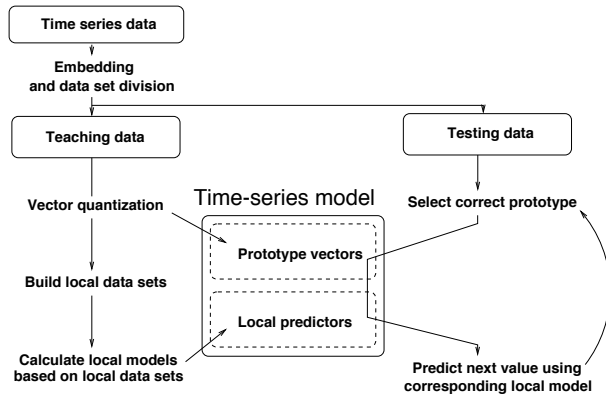 Time series data
Embedding
and data set division
Teaching data
Testing data
Vector quantization
Time-series model
Select correct prototype
Prototype vectors
Build local data sets
Local predictors
Calculate local models
based on local data sets
Predict next value using
corresponding local model